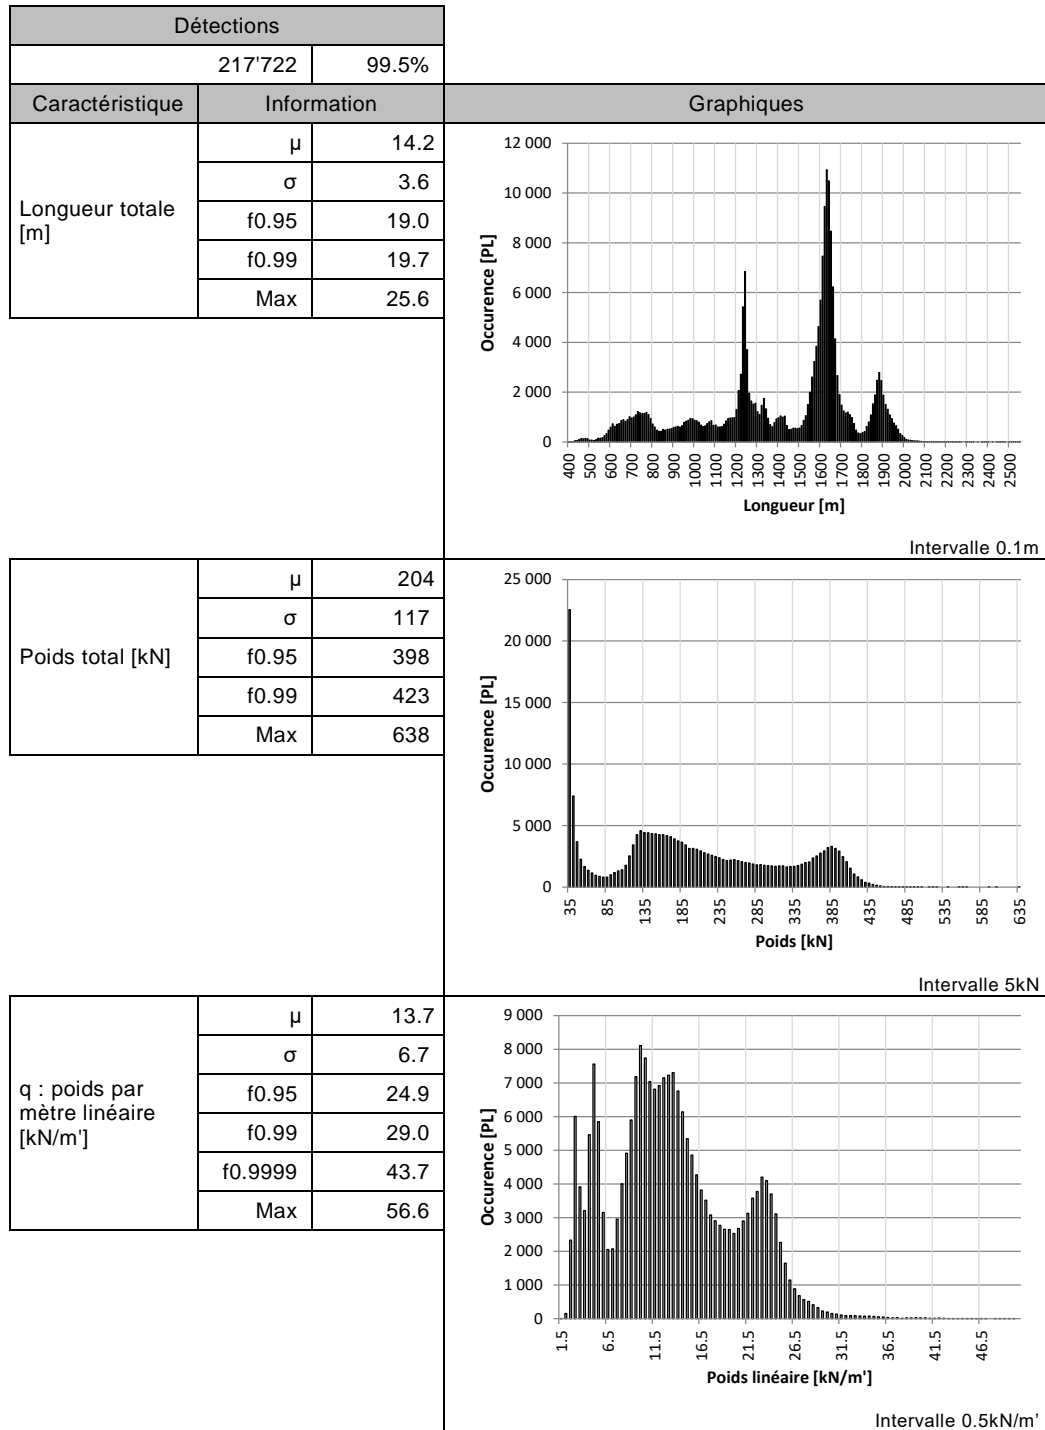 Détections
217'722 99.5%
Caractéristique Information Graphiques
Longueur totale
[m]
µ 14.2
σ 3.6
f0.95 19.0
f0.99 19.7
Max 25.6
12 000
10 000
8 000
6 000
4 000
2 000
0
Occurence [PL]
400 500 600 700 800 900 1000 1100 1200 1300 1400 1500 1600 1700 1800 1900 2000 2100 2200 2300 2400 2500
Longueur [m]
Intervalle 0.1m
Poids total [kN]
µ 204
σ 117
f0.95 398
f0.99 423
Max 638
25 000
20 000
15 000
10 000
5 000
0
Occurence [PL]
35 85 135 185 235 285 335 385 435 485 535 585 635
Poids [kN]
Intervalle 5kN
q : poids par
mètre linéaire
[kN/m']
µ 13.7
σ 6.7
f0.95 24.9
f0.99 29.0
f0.9999 43.7
Max 56.6
9 000
8 000
7 000
6 000
5 000
4 000
3 000
2 000
1 000
0
Occurence [PL]
1.5 6.5 11.5 16.5 21.5 26.5 31.5 36.5 41.5 46.5
Poids linéaire [kN/m']
Intervalle 0.5kN/m’